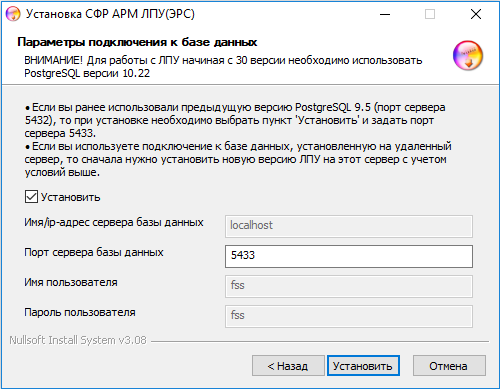 Установка СФР АРМ ЛПУ(ЭРС)
Параметры подключения к базе данных
ВНИМАНИЕ! Для работы с ЛПУ начиная с 30 версии необходимо использовать
PostgreSQL версии 10.22
• Если вы ранее использовали предыдущую версию PostgreSQL 9.5 (порт сервера
5432), то при установке необходимо выбрать пункт 'Установить' и задать порт
сервера 5433.
• Если вы используете подключение к базе данных, установленную на удаленный
сервер, то сначала нужно установить новую версию ЛПУ на этот сервер с учетом
условий выше.
Установить
Имя/ip-адрес сервера базы данных
localhost
Порт сервера базы данных
5433
Имя пользователя
fss
Пароль пользователя
fss
Nullsoft Install System v3.08
< Назад
Установить
Отмена